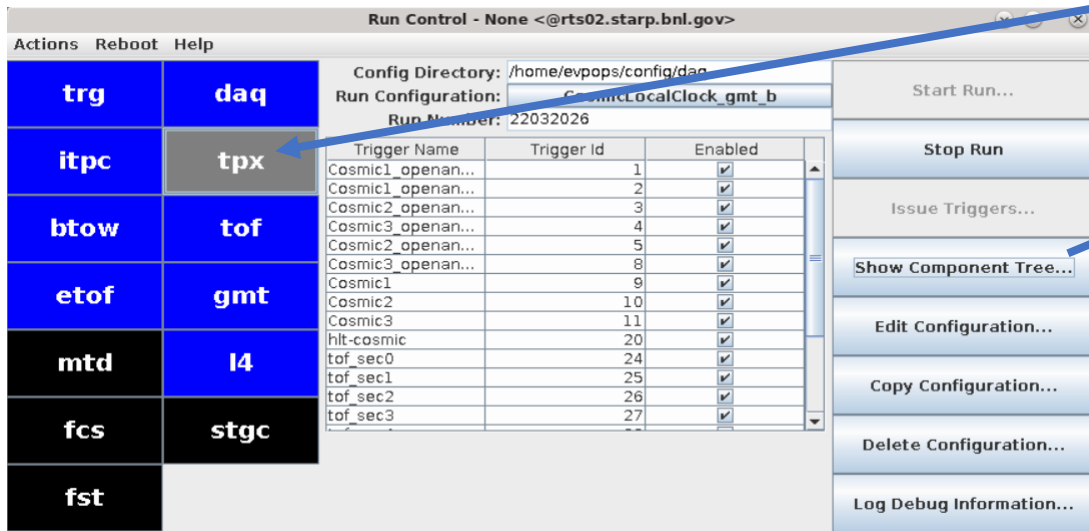 Run Control - None <@rts02.starp.bnl.gov>
Actions Reboot Help
trg daq
itpc tpx
btow tof
etof gmt
mtd l4
fcs stgc
fst
Config Directory: /home/evpops/config/daq
Run Configuration: CosmicLocalClock_gmt_b
Run Number: 22032026
Trigger Name Trigger Id Enabled
Cosmic1_openan... 1
Cosmic1_openan... 2
Cosmic2_openan... 3
Cosmic3_openan... 4
Cosmic2_openan... 5
Cosmic3_openan... 8
Cosmic1 9
Cosmic2 10
Cosmic3 11
hlt-cosmic 20
tof_sec0 24
tof_sec1 25
tof_sec2 26
tof_sec3 27
Start Run...
Stop Run
Issue Triggers...
Show Component Tree...
Edit Configuration...
Copy Configuration...
Delete Configuration...
Log Debug Information...